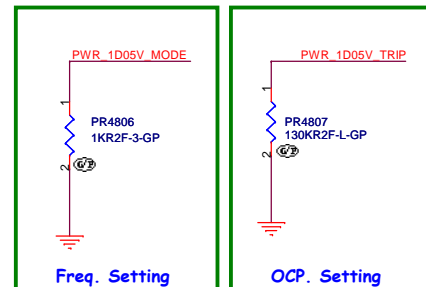 PWR_1D05V_MODE
1
PR4806
1KR2F-3-GP
2
G/P
Freq. Setting
PWR_1D05V_TRIP
1
PR4807
130KR2F-L-GP
2
G/P
OCP. Setting